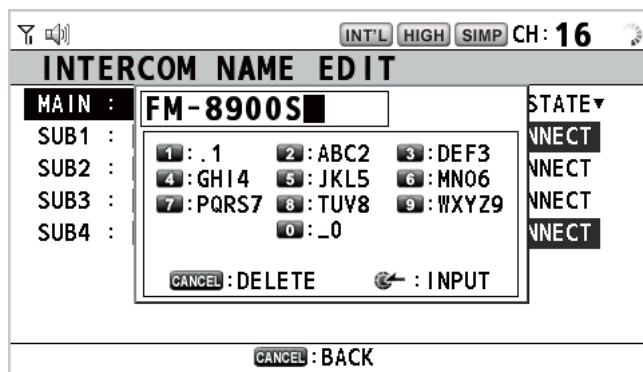 INT'L HIGH SIMP CH: 16
INTERCOM NAME EDIT
MAIN : FM-8900S STATE▼
SUB1 : NNECT
SUB2 : NNECT
SUB3 : NNECT
SUB4 : NNECT
1 : .1 2 : ABC2 3 : DEF3
4 : GHI4 5 : JKL5 6 : MNO6
7 : PQRS7 8 : TUV8 9 : WXYZ9
0 : _0
CANCEL : DELETE : INPUT
CANCEL : BACK